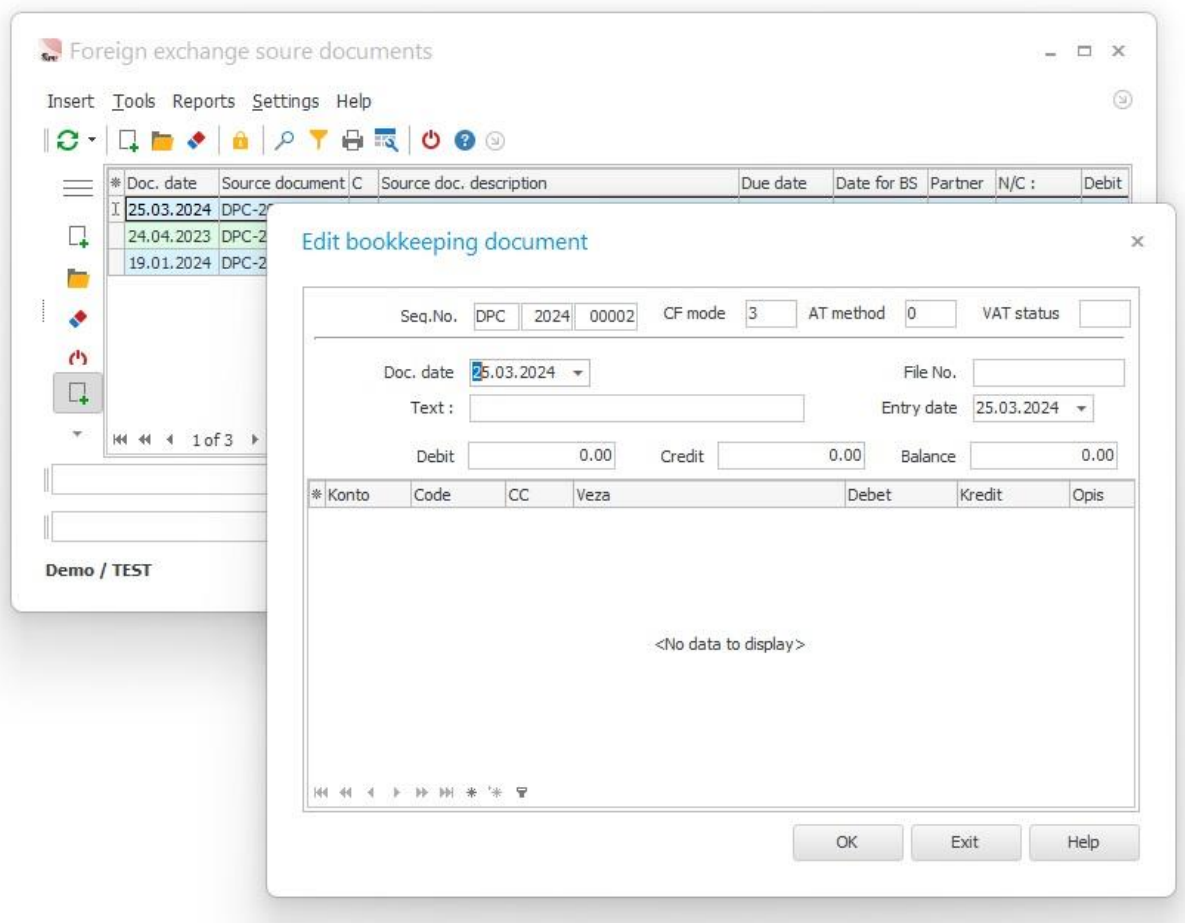 Foreign exchange soure documents
Insert Tools Reports Settings Help
* Doc. date Source document C Source doc. description Due date Date for BS Partner N/C : Debit
25.03.2024 DPC-20
24.04.2023 DPC-2
19.01.2024 DPC-2
1 of 3
Demo / TEST
Edit bookkeeping document
Seq.No. DPC 2024 00002 CF mode 3 AT method 0 VAT status
Doc. date 25.03.2024 File No.
Text : Entry date 25.03.2024
Debit 0.00 Credit 0.00 Balance 0.00
* Konto Code CC Veza Debet Kredit Opis
<No data to display>
OK Exit Help